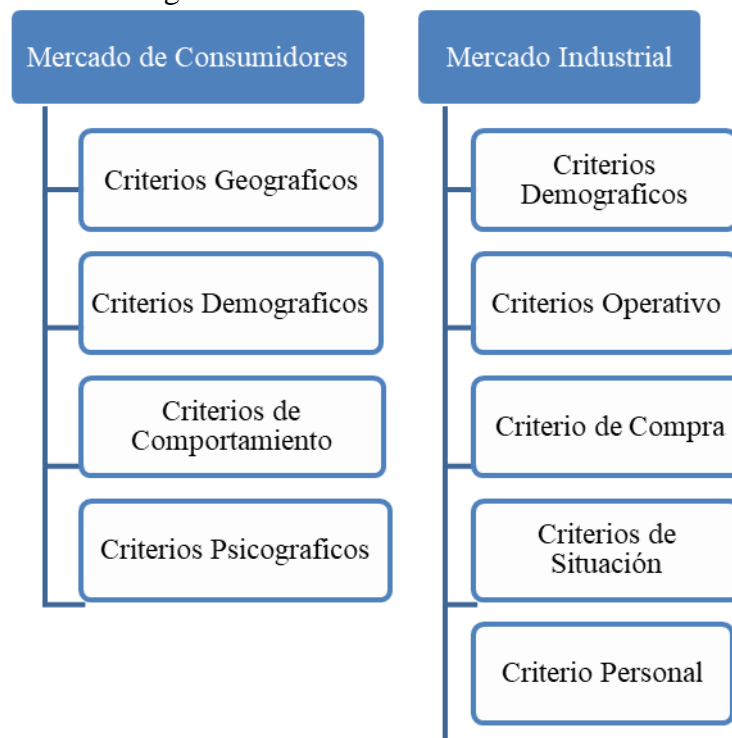 Mercado de Consumidores
Criterios Geograficos
Criterios Demograficos
Criterios de
Comportamiento
Criterios Psicograficos
Mercado Industrial
Criterios
Demograficos
Criterios Operativo
Criterio de Compra
Criterios de
Situación
Criterio Personal